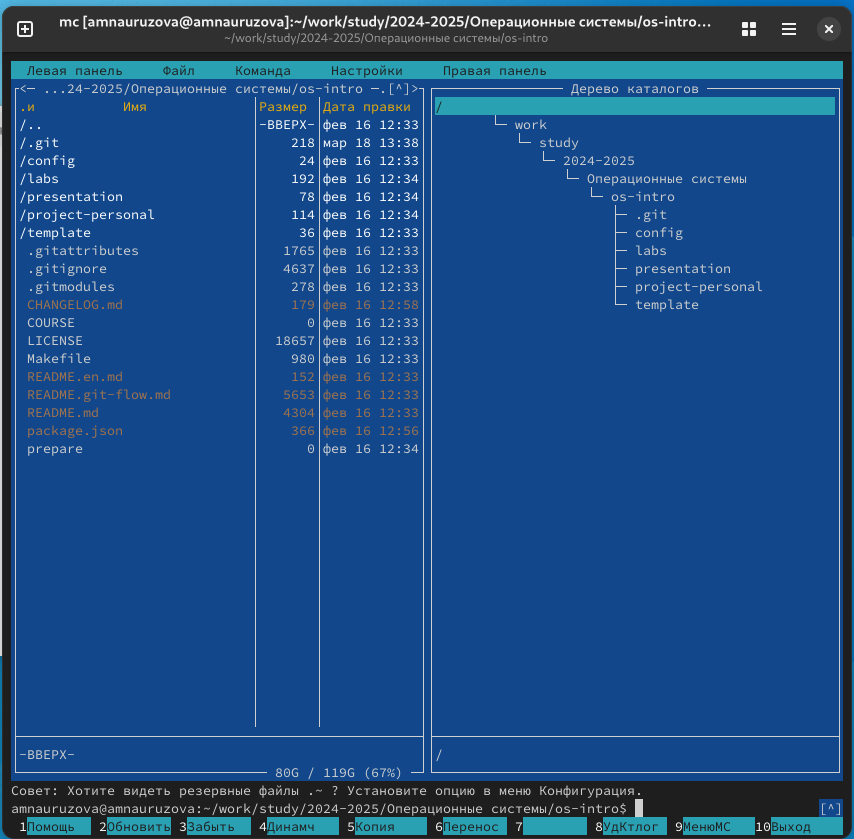 mc [amnauruzova@amnauruzova]:~/work/study/2024-2025/Операционные системы/os-intro…
~/work/study/2024-2025/Операционные системы/os-intro
Левая панель Файл Команда Настройки Правая панель
<─ ...24-2025/Операционные системы/os-intro ─.[^]>
.и Имя Размер Дата правки
/.. -ВВЕРХ- фев 16 12:33
/.git 218 мар 18 13:38
/config 24 фев 16 12:33
/labs 192 фев 16 12:34
/presentation 78 фев 16 12:34
/project-personal 114 фев 16 12:34
/template 36 фев 16 12:33
.gitattributes 1765 фев 16 12:33
.gitignore 4637 фев 16 12:33
.gitmodules 278 фев 16 12:33
CHANGELOG.md 179 фев 16 12:58
COURSE 0 фев 16 12:33
LICENSE 18657 фев 16 12:33
Makefile 980 фев 16 12:33
README.en.md 152 фев 16 12:33
README.git-flow.md 5653 фев 16 12:33
README.md 4304 фев 16 12:33
package.json 366 фев 16 12:56
prepare 0 фев 16 12:34
-ВВЕРХ-
80G / 119G (67%)
Дерево каталогов
/
work
study
2024-2025
Операционные системы
os-intro
.git
config
labs
presentation
project-personal
template
/
Совет: Хотите видеть резервные файлы .~ ? Установите опцию в меню Конфигурация.
amnauruzova@amnauruzova:~/work/study/2024-2025/Операционные системы/os-intro$ [^]
1Помощь 2Обновить 3Забыть 4Динамч 5Копия 6Перенос 7 8УдКтлог 9МенюМС 10Выход